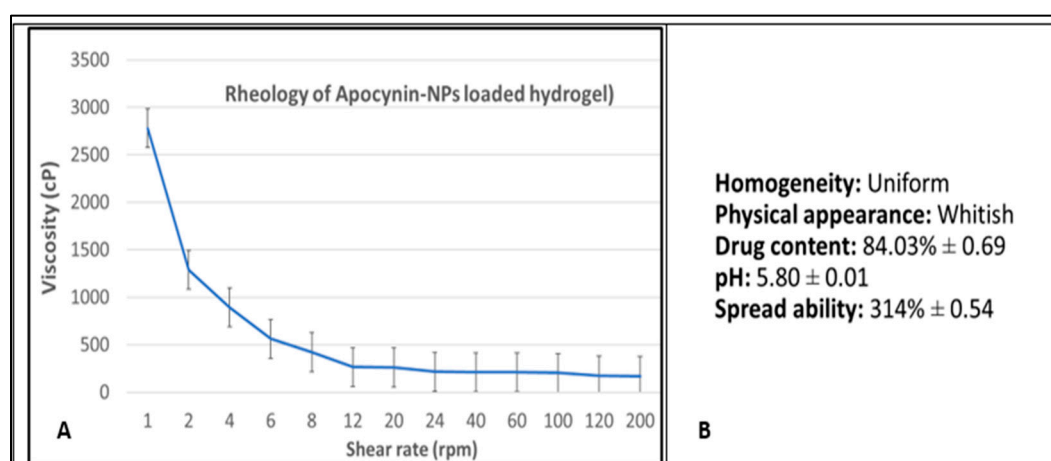 Rheology of Apocynin-NPs loaded hydrogel)
Viscosity (cP)
3500
3000
2500
2000
1500
1000
500
0
1 2 4 6 8 12 20 24 40 60 100 120 200
Shear rate (rpm)
A
Homogeneity: Uniform
Physical appearance: Whitish
Drug content: 84.03% ± 0.69
pH: 5.80 ± 0.01
Spread ability: 314% ± 0.54
B